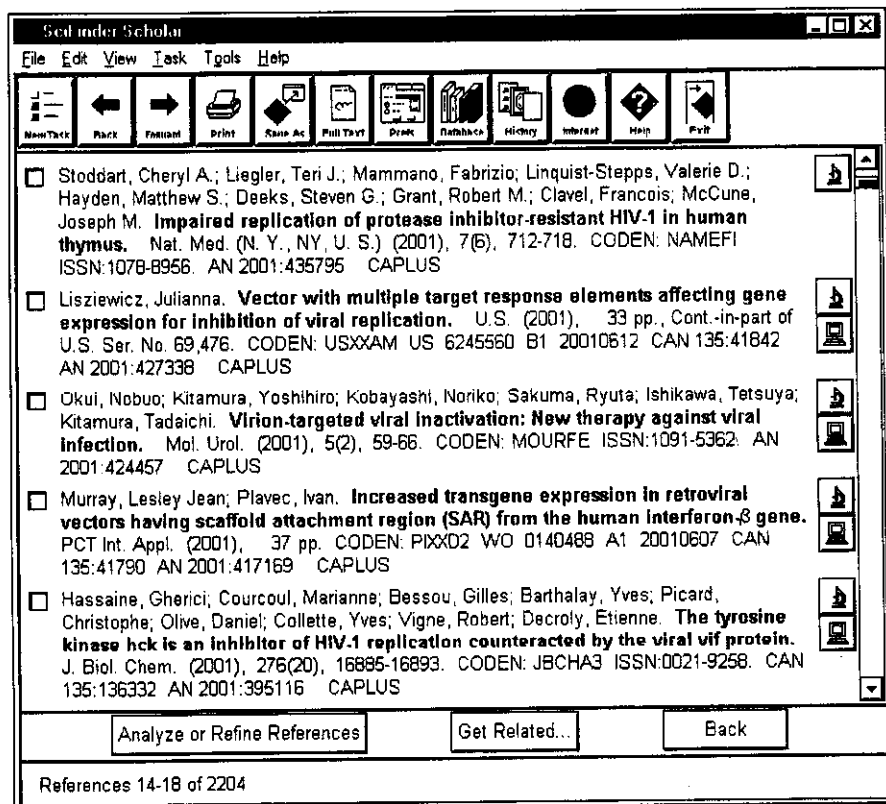 SciFinder Scholar
File Edit View Task Tools Help
New Task Back Forward Print Save As Full Text Prefs Database History Internet Help Exit
Stoddart, Cheryl A.; Liegler, Teri J.; Mammano, Fabrizio; Linquist-Stepps, Valerie D.;
Hayden, Matthew S.; Deeks, Steven G.; Grant, Robert M.; Clavel, Francois; McCune,
Joseph M. Impaired replication of protease inhibitor-resistant HIV-1 in human
thymus. Nat. Med. (N. Y., NY, U. S.) (2001), 7(6), 712-718. CODEN: NAMEFI
ISSN:1078-8956. AN 2001:435795 CAPLUS
Lisziewicz, Julianna. Vector with multiple target response elements affecting gene
expression for inhibition of viral replication. U.S. (2001), 33 pp., Cont.-in-part of
U.S. Ser. No. 69,476. CODEN: USXXAM US 6245560 B1 20010612 CAN 135:41842
AN 2001:427338 CAPLUS
Okui, Nobuo; Kitamura, Yoshihiro; Kobayashi, Noriko; Sakuma, Ryuta; Ishikawa, Tetsuya;
Kitamura, Tadaichi. Virion-targeted viral inactivation: New therapy against viral
infection. Mol. Urol. (2001), 5(2), 59-66. CODEN: MOURFE ISSN:1091-5362. AN
2001:424457 CAPLUS
Murray, Lesley Jean; Plavec, Ivan. Increased transgene expression in retroviral
vectors having scaffold attachment region (SAR) from the human interferon-β gene.
PCT Int. Appl. (2001), 37 pp. CODEN: PIXXD2 WO 0140488 A1 20010607 CAN
135:41790 AN 2001:417169 CAPLUS
Hassaine, Gherici; Courcoul, Marianne; Bessou, Gilles; Barthalay, Yves; Picard,
Christophe; Olive, Daniel; Collette, Yves; Vigne, Robert; Decroly, Etienne. The tyrosine
kinase hck is an inhibitor of HIV-1 replication counteracted by the viral vif protein.
J. Biol. Chem. (2001), 276(20), 16885-16893. CODEN: JBCHA3 ISSN:0021-9258. CAN
135:136332 AN 2001:395116 CAPLUS
Analyze or Refine References Get Related... Back
References 14-18 of 2204